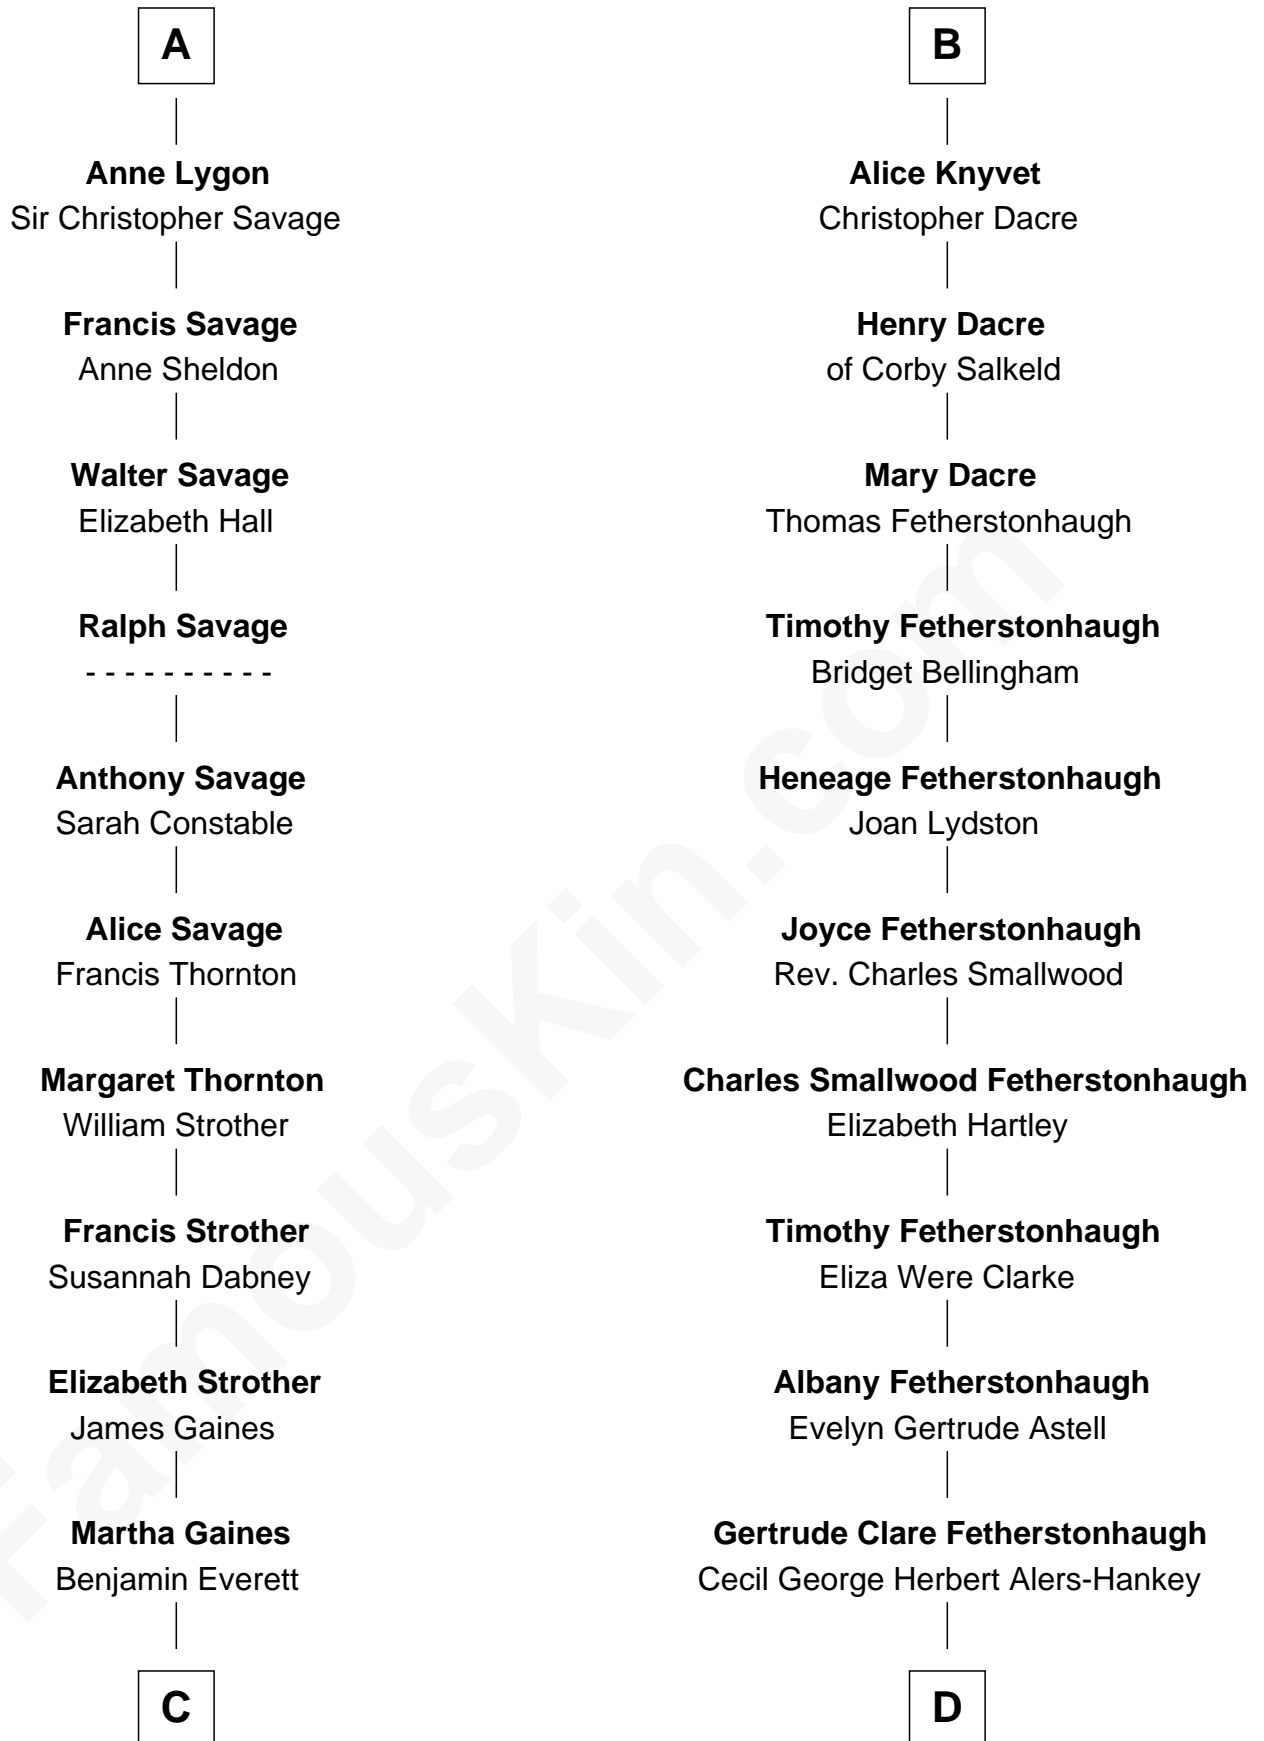 A
Anne Lygon
Sir Christopher Savage
Francis Savage
Anne Sheldon
Walter Savage
Elizabeth Hall
Ralph Savage
- - - - - - - - - -
Anthony Savage
Sarah Constable
Alice Savage
Francis Thornton
Margaret Thornton
William Strother
Francis Strother
Susannah Dabney
Elizabeth Strother
James Gaines
Martha Gaines
Benjamin Everett
C
B
Alice Knyvet
Christopher Dacre
Henry Dacre
of Corby Salkeld
Mary Dacre
Thomas Fetherstonhaugh
Timothy Fetherstonhaugh
Bridget Bellingham
Heneage Fetherstonhaugh
Joan Lydston
Joyce Fetherstonhaugh
Rev. Charles Smallwood
Charles Smallwood Fetherstonhaugh
Elizabeth Hartley
Timothy Fetherstonhaugh
Eliza Were Clarke
Albany Fetherstonhaugh
Evelyn Gertrude Astell
Gertrude Clare Fetherstonhaugh
Cecil George Herbert Alers-Hankey
D
FamousKin.com